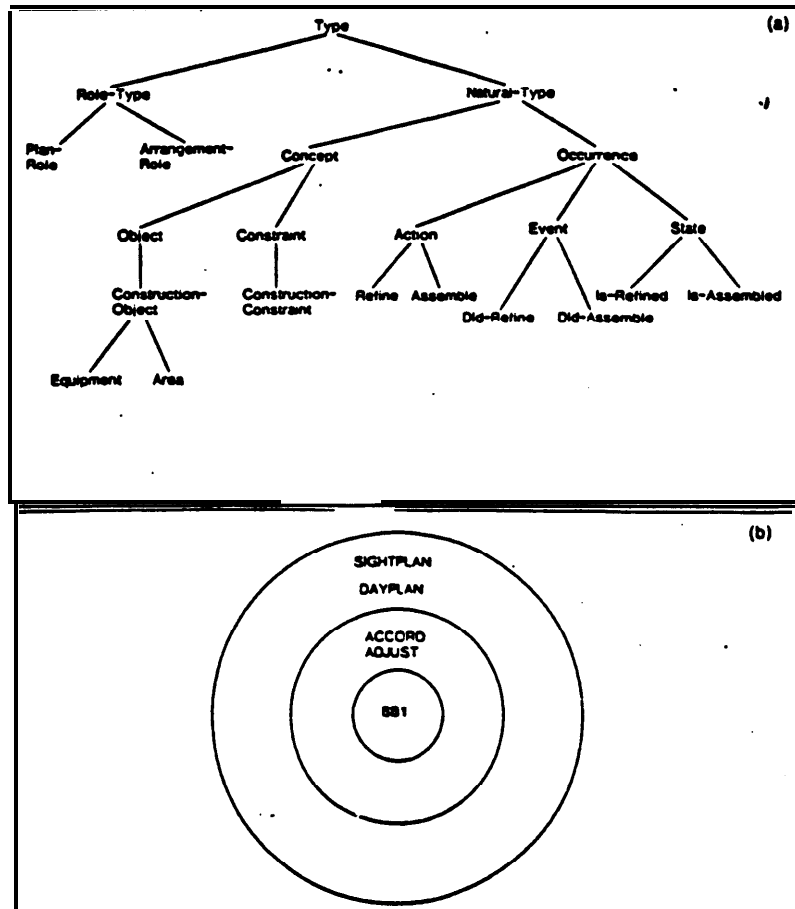 (a)
Type
Role-Type
Natural-Type
Plan-
Role
Arrangement-
Role
Concept
Occurrence
Object
Constraint
Action
Event
State
Construction-
Object
Construction-
Constraint
Refine
Assemble
Did-Refine
Did-Assemble
Is-Refined
Is-Assembled
Equipment
Area
(b)
SIGHTPLAN
DAYPLAN
ACCORD
ADJUST
BB1